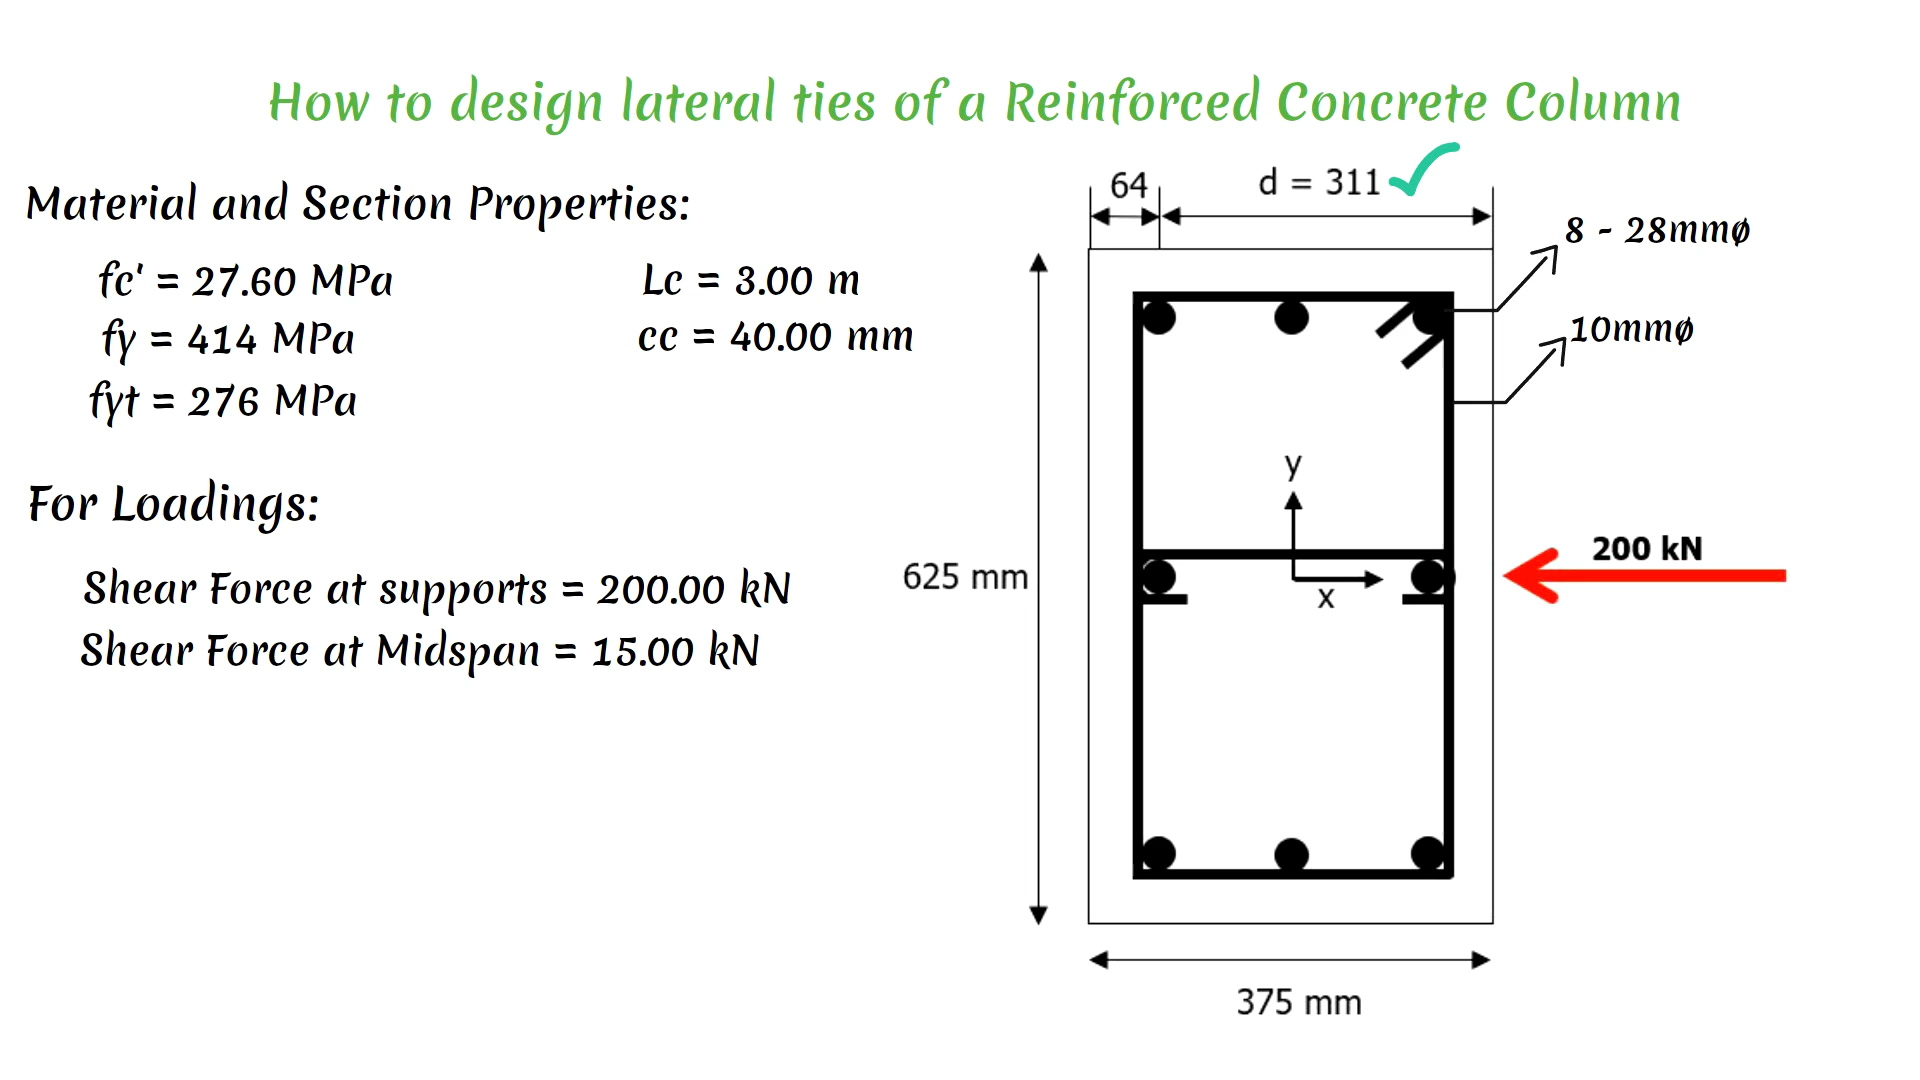 How to design lateral ties of a Reinforced Concrete Column
Material and Section Properties:
fc' = 27.60 MPa
Lc = 3.00 m
fy = 414 MPa
cc = 40.00 mm
fyt = 276 MPa
For Loadings:
Shear Force at supports = 200.00 kN
Shear Force at Midspan = 15.00 kN
64
d = 311
8 - 28mmø
10mmø
y
x
625 mm
200 kN
375 mm